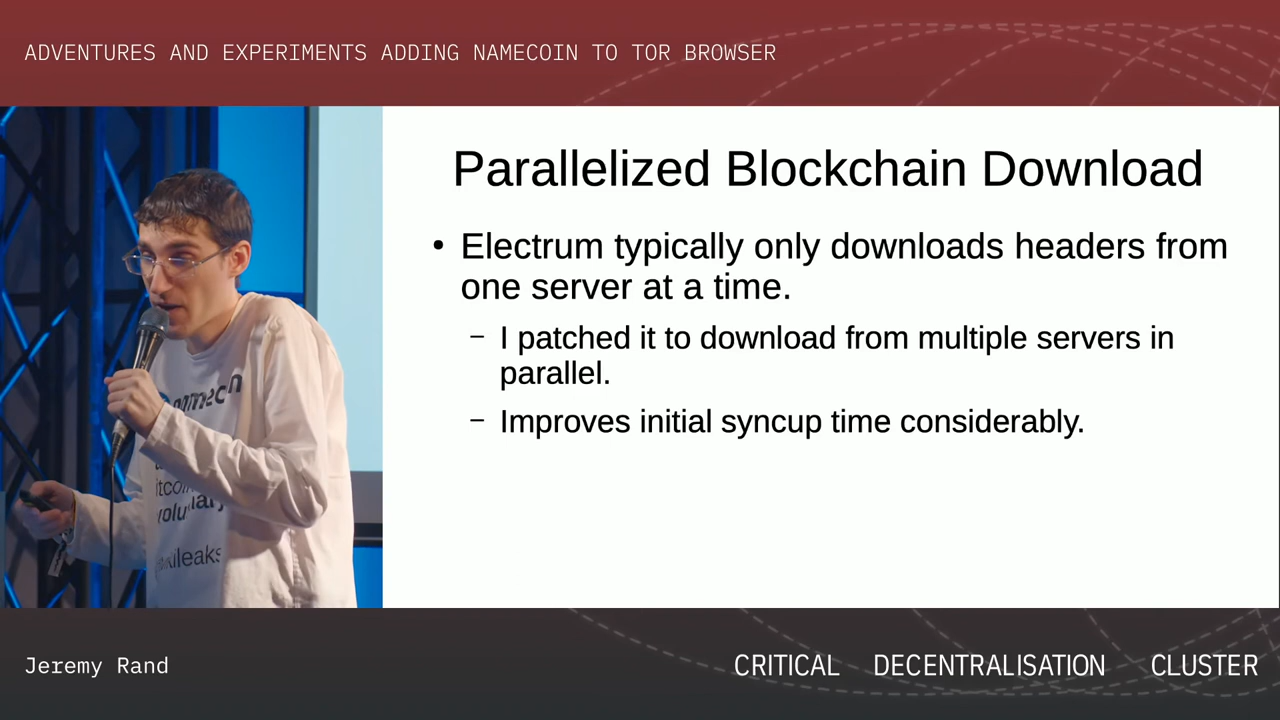 ADVENTURES AND EXPERIMENTS ADDING NAMECOIN TO TOR BROWSER
Parallelized Blockchain Download
• Electrum typically only downloads headers from
one server at a time.
– I patched it to download from multiple servers in
parallel.
– Improves initial syncup time considerably.
Jeremy Rand
CRITICAL DECENTRALISATION CLUSTER